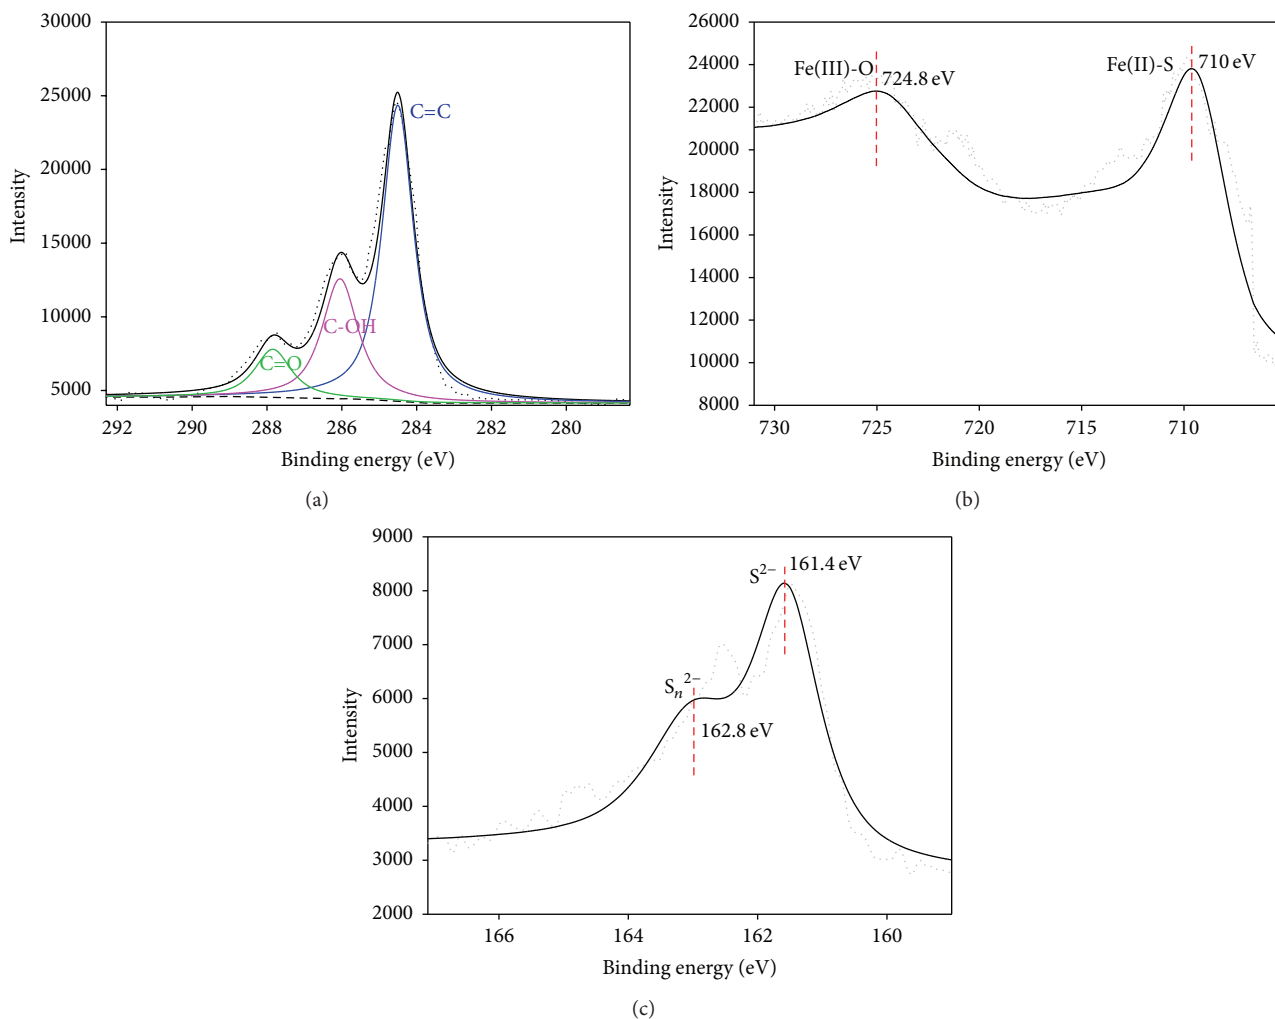 30000
25000
20000
15000
10000
5000
Intensity
C=C
C-OH
C=O
292 290 288 286 284 282 280
Binding energy (eV)
(a)
26000
24000
22000
20000
18000
16000
14000
12000
10000
8000
Intensity
Fe(III)-O
724.8 eV
Fe(II)-S
710 eV
730 725 720 715 710
Binding energy (eV)
(b)
9000
8000
7000
6000
5000
4000
3000
2000
Intensity
S²⁻
161.4 eV
Sₙ²⁻
162.8 eV
166 164 162 160
Binding energy (eV)
(c)